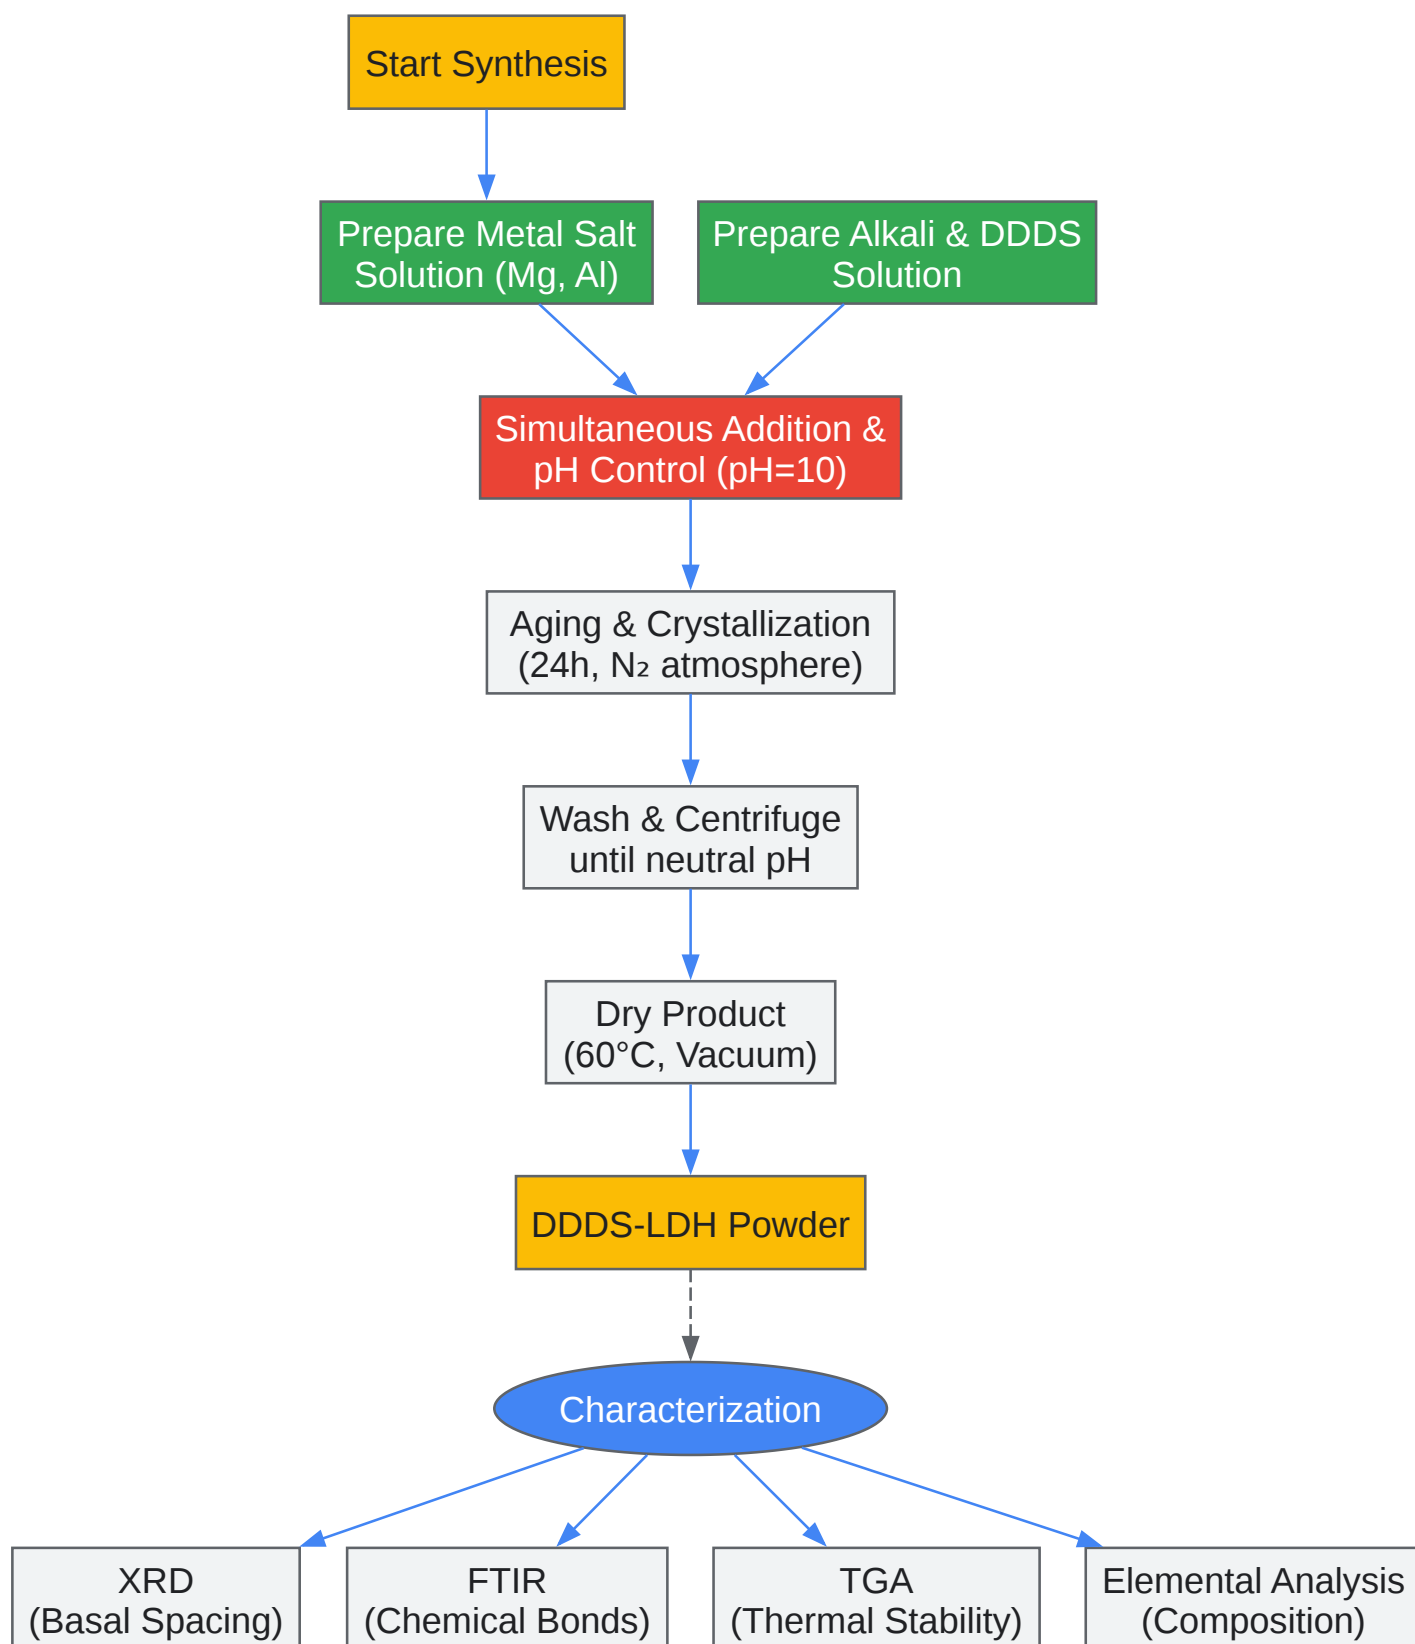 Start Synthesis
Prepare Metal Salt
Solution (Mg, Al)
Prepare Alkali & DDDS
Solution
Simultaneous Addition &
pH Control (pH=10)
Aging & Crystallization
(24h, N₂ atmosphere)
Wash & Centrifuge
until neutral pH
Dry Product
(60°C, Vacuum)
DDDS-LDH Powder
Characterization
XRD
(Basal Spacing)
FTIR
(Chemical Bonds)
TGA
(Thermal Stability)
Elemental Analysis
(Composition)